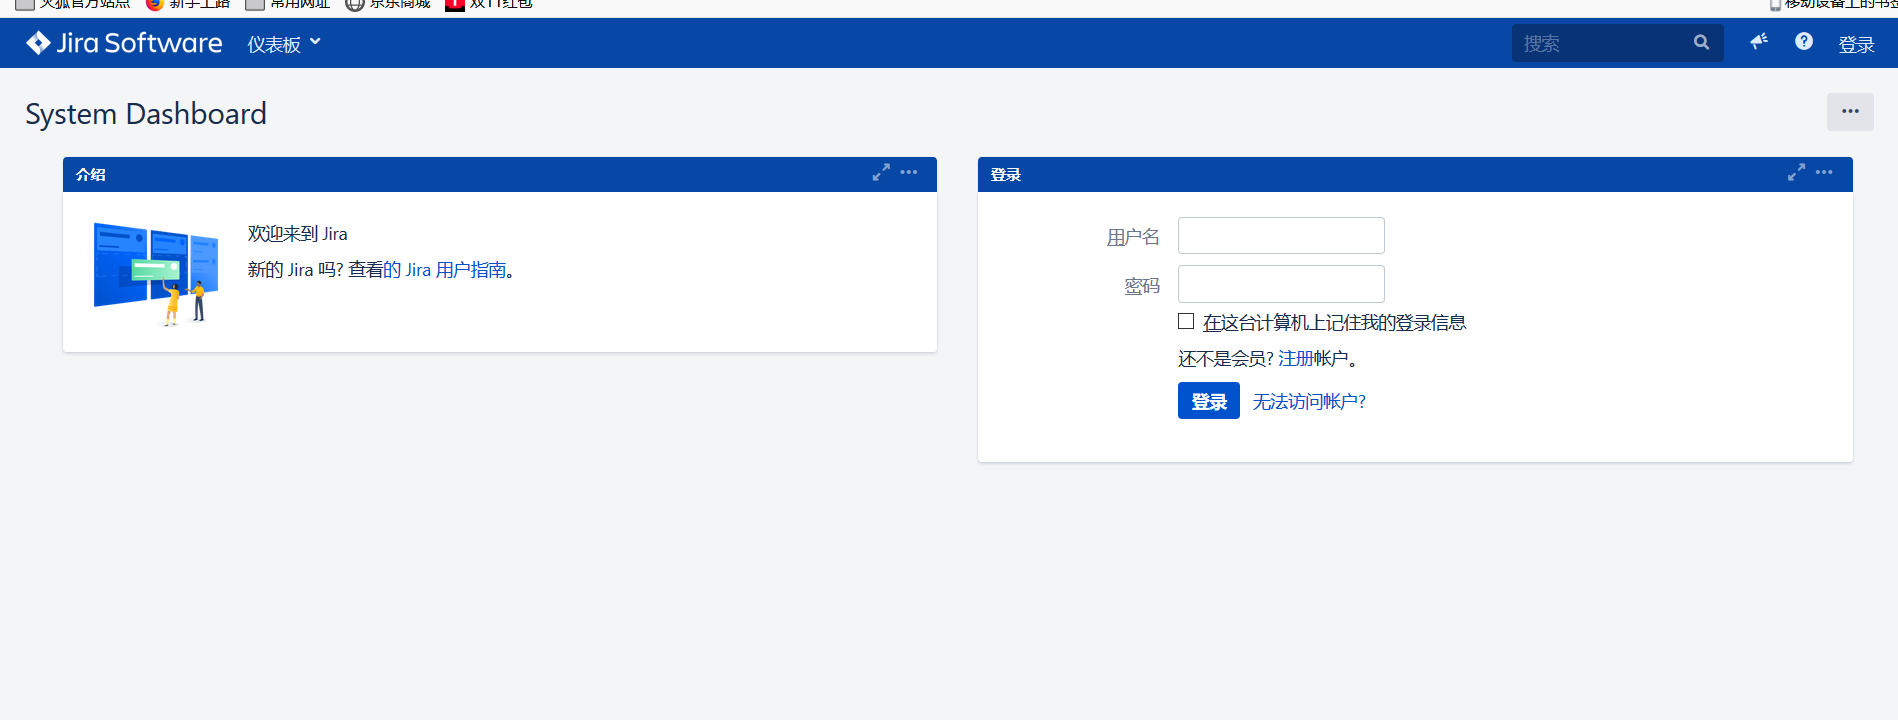 火狐官方站点 新手上路 常用网址 京东商城 双11红包 移动设备上的书签
Jira Software 仪表板 搜索 登录
System Dashboard
介绍
欢迎来到 Jira
新的 Jira 吗? 查看的 Jira 用户指南。
登录
用户名
密码
在这台计算机上记住我的登录信息
还不是会员? 注册帐户。
登录 无法访问帐户?